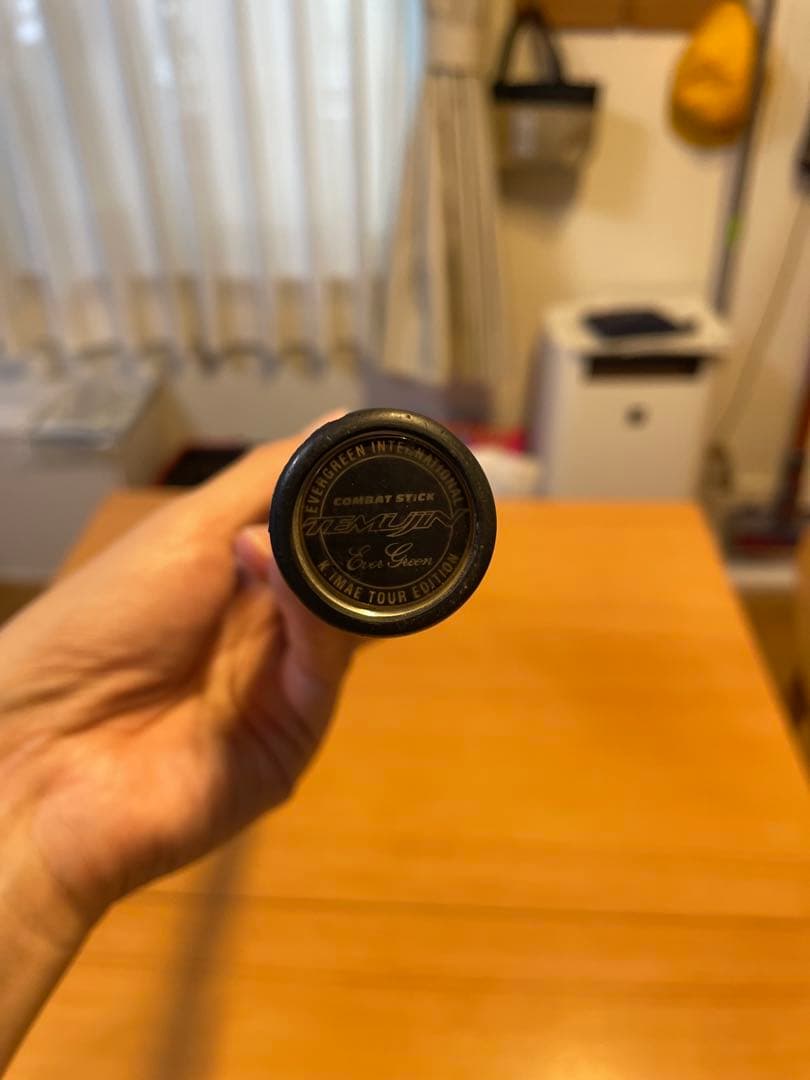 EVERGREEN INTERNATIONAL
COMBAT STICK
TEMUJIN
Ever Green
K. IMAE TOUR EDITION